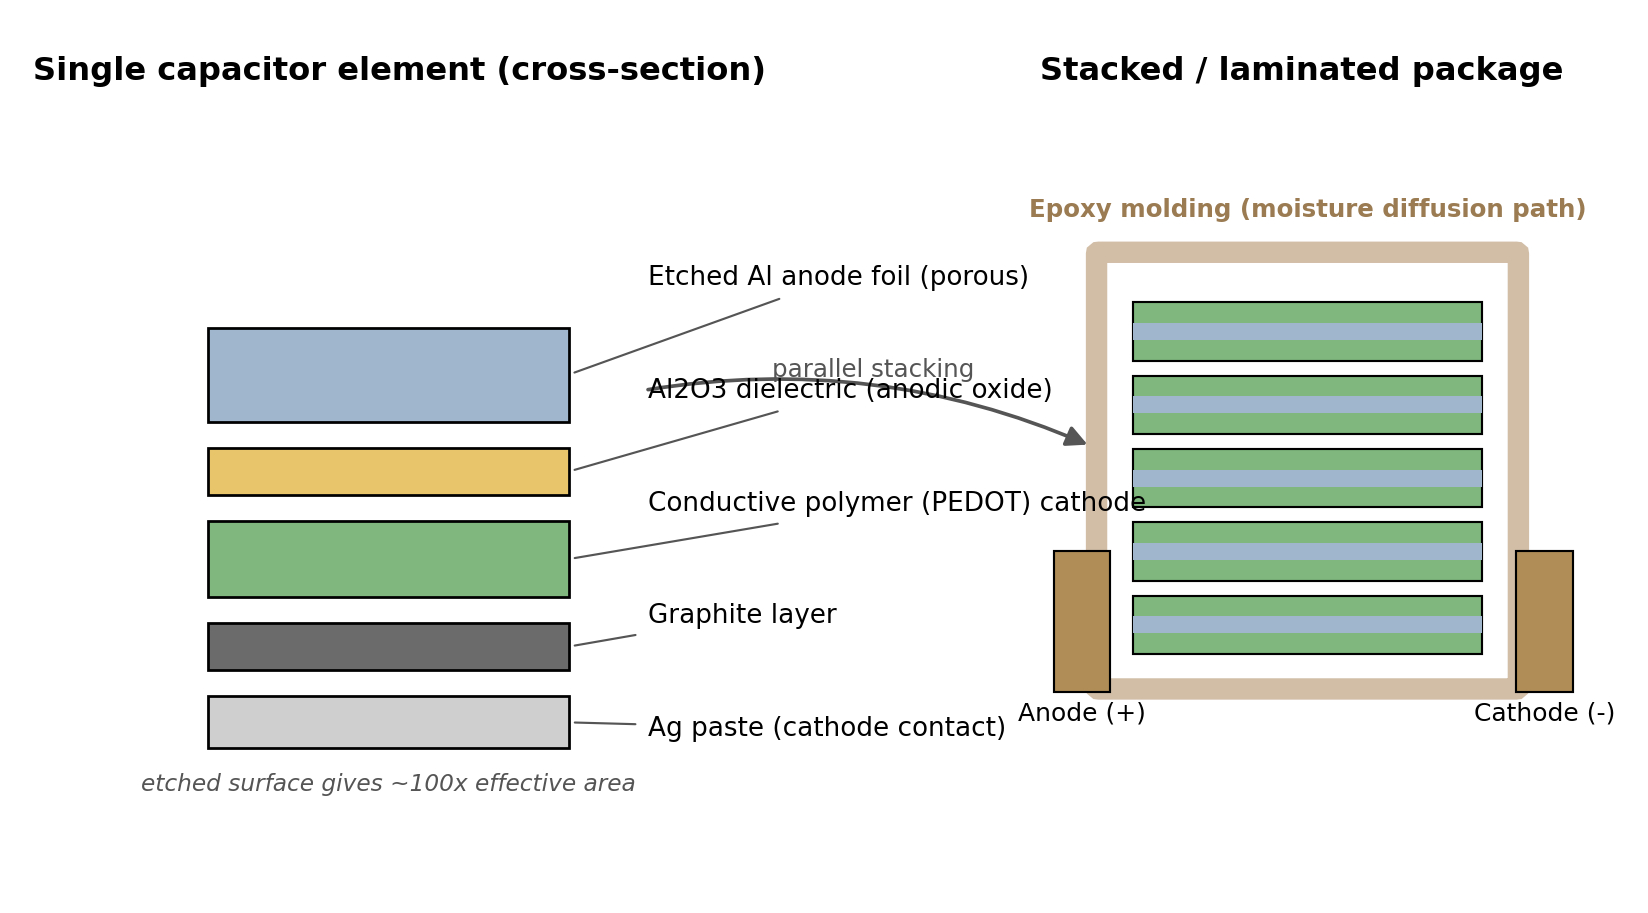 Single capacitor element (cross-section)
Stacked / laminated package
Epoxy molding (moisture diffusion path)
Etched Al anode foil (porous)
parallel stacking
Al2O3 dielectric (anodic oxide)
Conductive polymer (PEDOT) cathode
Graphite layer
Ag paste (cathode contact)
Anode (+)
Cathode (-)
etched surface gives ~100x effective area